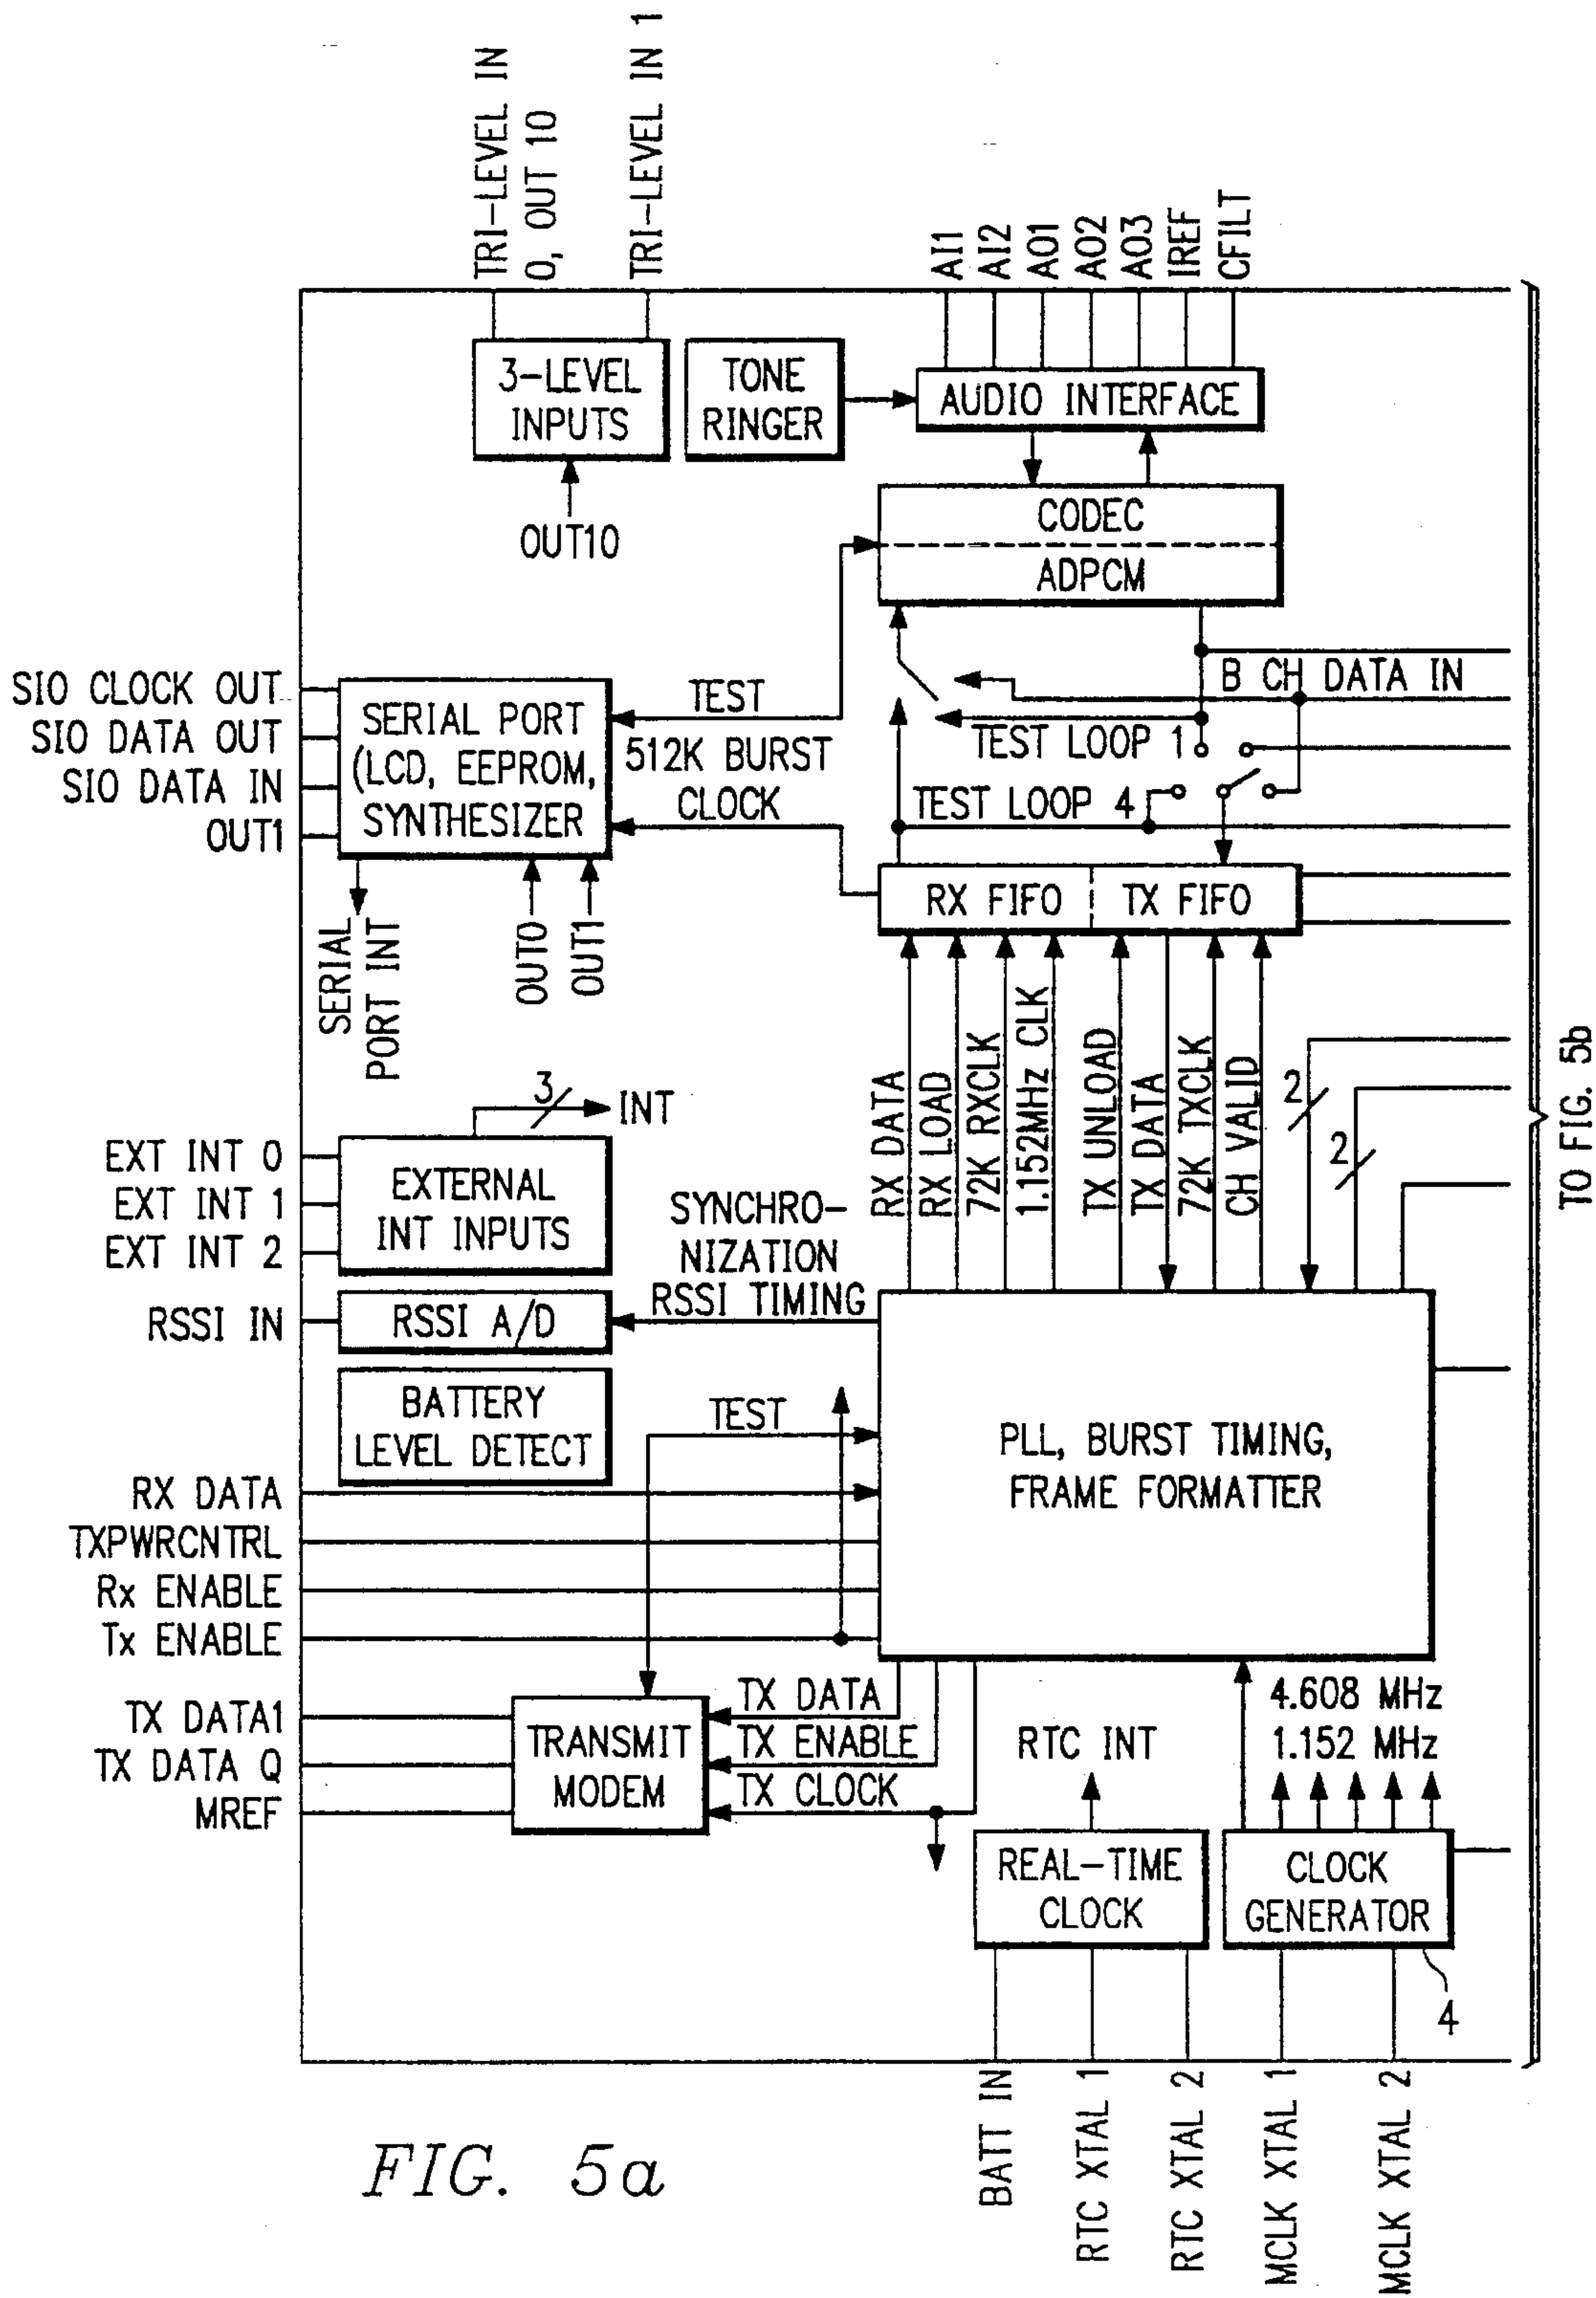 TRI-LEVEL IN
0, OUT 10
TRI-LEVEL IN 1
AI1
AI2
AO1
AO2
AO3
IREF
CFILT
3-LEVEL
INPUTS
TONE
RINGER
AUDIO INTERFACE
OUT10
CODEC
ADPCM
SIO CLOCK OUT
SIO DATA OUT
SIO DATA IN
OUT1
SERIAL PORT
(LCD, EEPROM,
SYNTHESIZER
TEST
512K BURST
CLOCK
B CH DATA IN
TEST LOOP 1
TEST LOOP 4
RX FIFO
TX FIFO
SERIAL
PORT INT
OUT0
OUT1
RX DATA
RX LOAD
72K RXCLK
1.152MHz CLK
TX UNLOAD
TX DATA
72K TXCLK
CH VALID
2
2
3
INT
EXT INT 0
EXT INT 1
EXT INT 2
EXTERNAL
INT INPUTS
SYNCHRO-
NIZATION
RSSI TIMING
RSSI IN
RSSI A/D
BATTERY
LEVEL DETECT
TEST
PLL, BURST TIMING,
FRAME FORMATTER
RX DATA
TXPWRCNTRL
Rx ENABLE
Tx ENABLE
TX DATA1
TX DATA Q
MREF
TRANSMIT
MODEM
TX DATA
TX ENABLE
TX CLOCK
RTC INT
4.608 MHz
1.152 MHz
REAL-TIME
CLOCK
CLOCK
GENERATOR
4
BATT IN
RTC XTAL 1
RTC XTAL 2
MCLK XTAL 1
MCLK XTAL 2
TO FIG. 5b
FIG. 5a